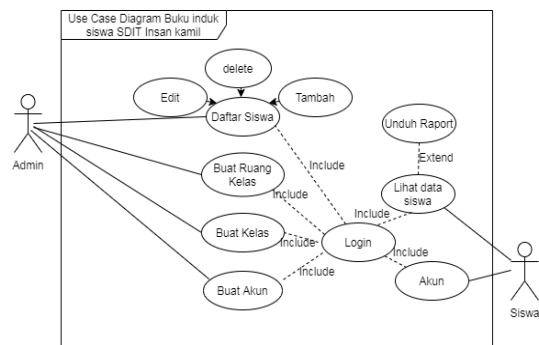 Use Case Diagram Buku induk
siswa SDIT Insan kamil
delete
Edit
Tambah
Daftar Siswa
Unduh Raport
Include
Extend
Admin
Buat Ruang
Kelas
Lihat data
siswa
Include
Include
Buat Kelas
Include
Login
Include
Include
Akun
Buat Akun
Siswa